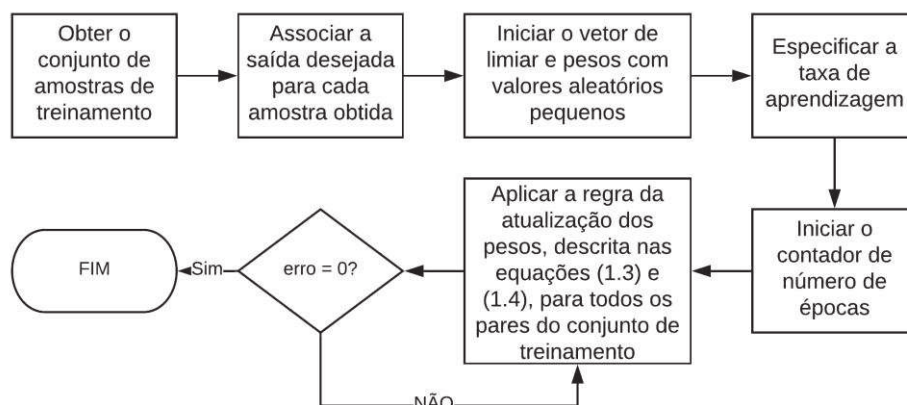 Obter o
conjunto de
amostras de
treinamento
Associar a
saída desejada
para cada
amostra obtida
Iniciar o vetor de
limiar e pesos com
valores aleatórios
pequenos
Especificar a
taxa de
aprendizagem
Iniciar o
contador de
número de
épocas
Aplicar a regra da
atualização dos
pesos, descrita nas
equações (1.3) e
(1.4), para todos os
pares do conjunto de
treinamento
erro = 0?
Sim
FIM
NÃO